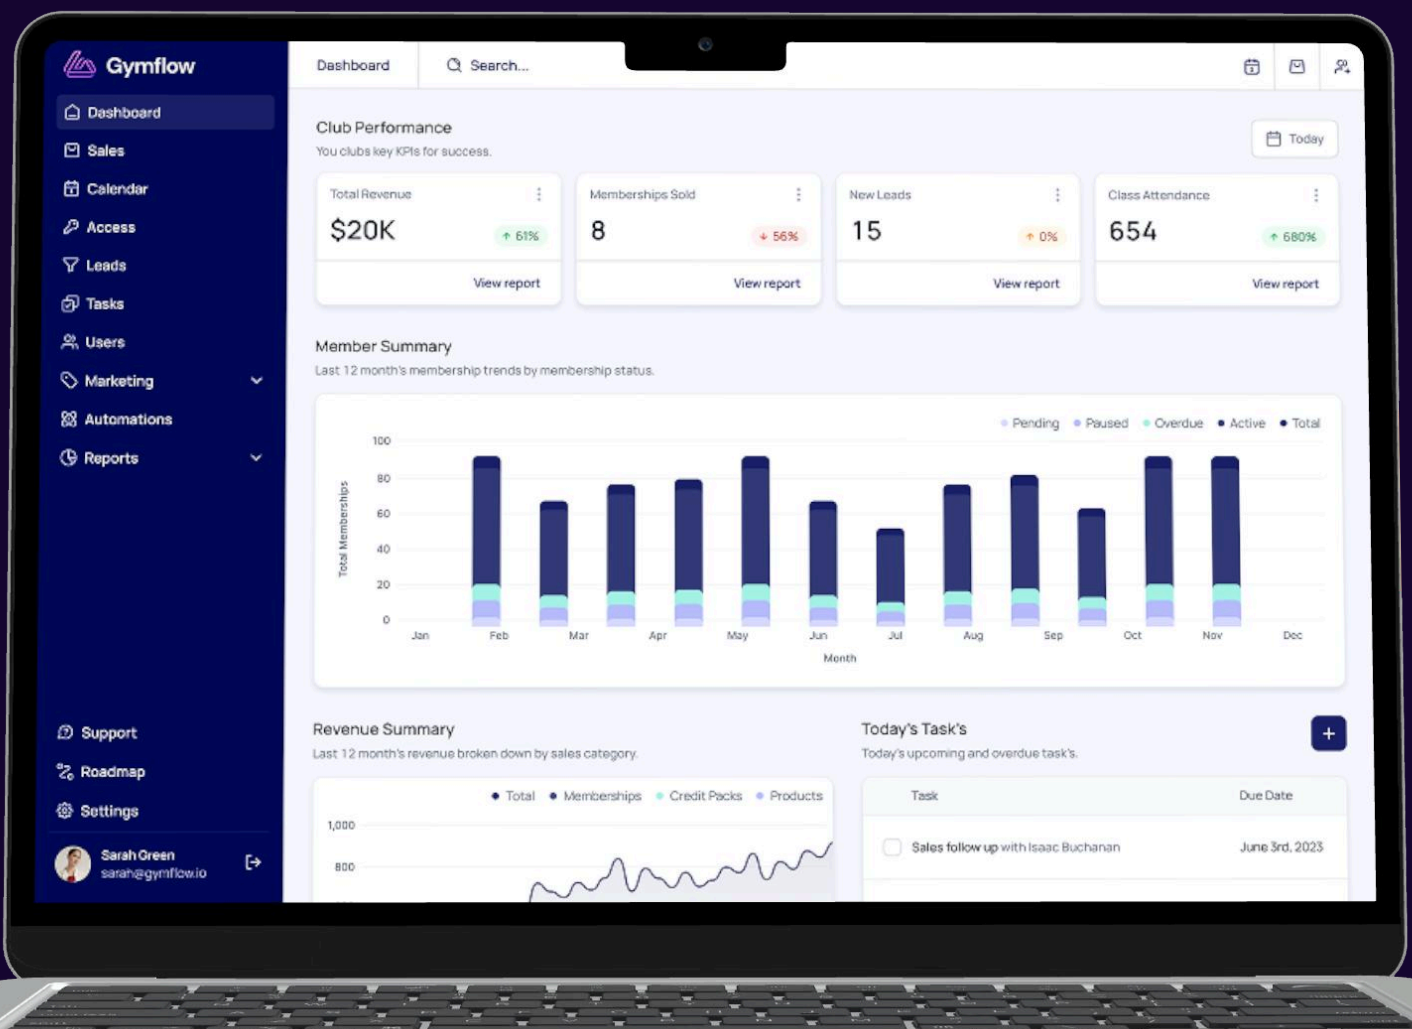 Gymflow
Dashboard
Sales
Calendar
Access
Leads
Tasks
Users
Marketing
Automations
Reports
Support
Roadmap
Settings
Sarah Green
sarah@gymflow.io
Dashboard
Search...
Club Performance
You clubs key KPIs for success.
Today
Total Revenue
$20K
↑ 61%
View report
Memberships Sold
8
↓ 56%
View report
New Leads
15
↑ 0%
View report
Class Attendance
654
↑ 680%
View report
Member Summary
Last 12 month's membership trends by membership status.
Pending Paused Overdue Active Total
Total Memberships
100
80
60
40
20
0
Jan Feb Mar Apr May Jun Jul Aug Sep Oct Nov Dec
Month
Revenue Summary
Last 12 month's revenue broken down by sales category.
Total Memberships Credit Packs Products
1,000
800
Today's Task's
Today's upcoming and overdue task's.
+
Task Due Date
Sales follow up with Isaac Buchanan June 3rd, 2023